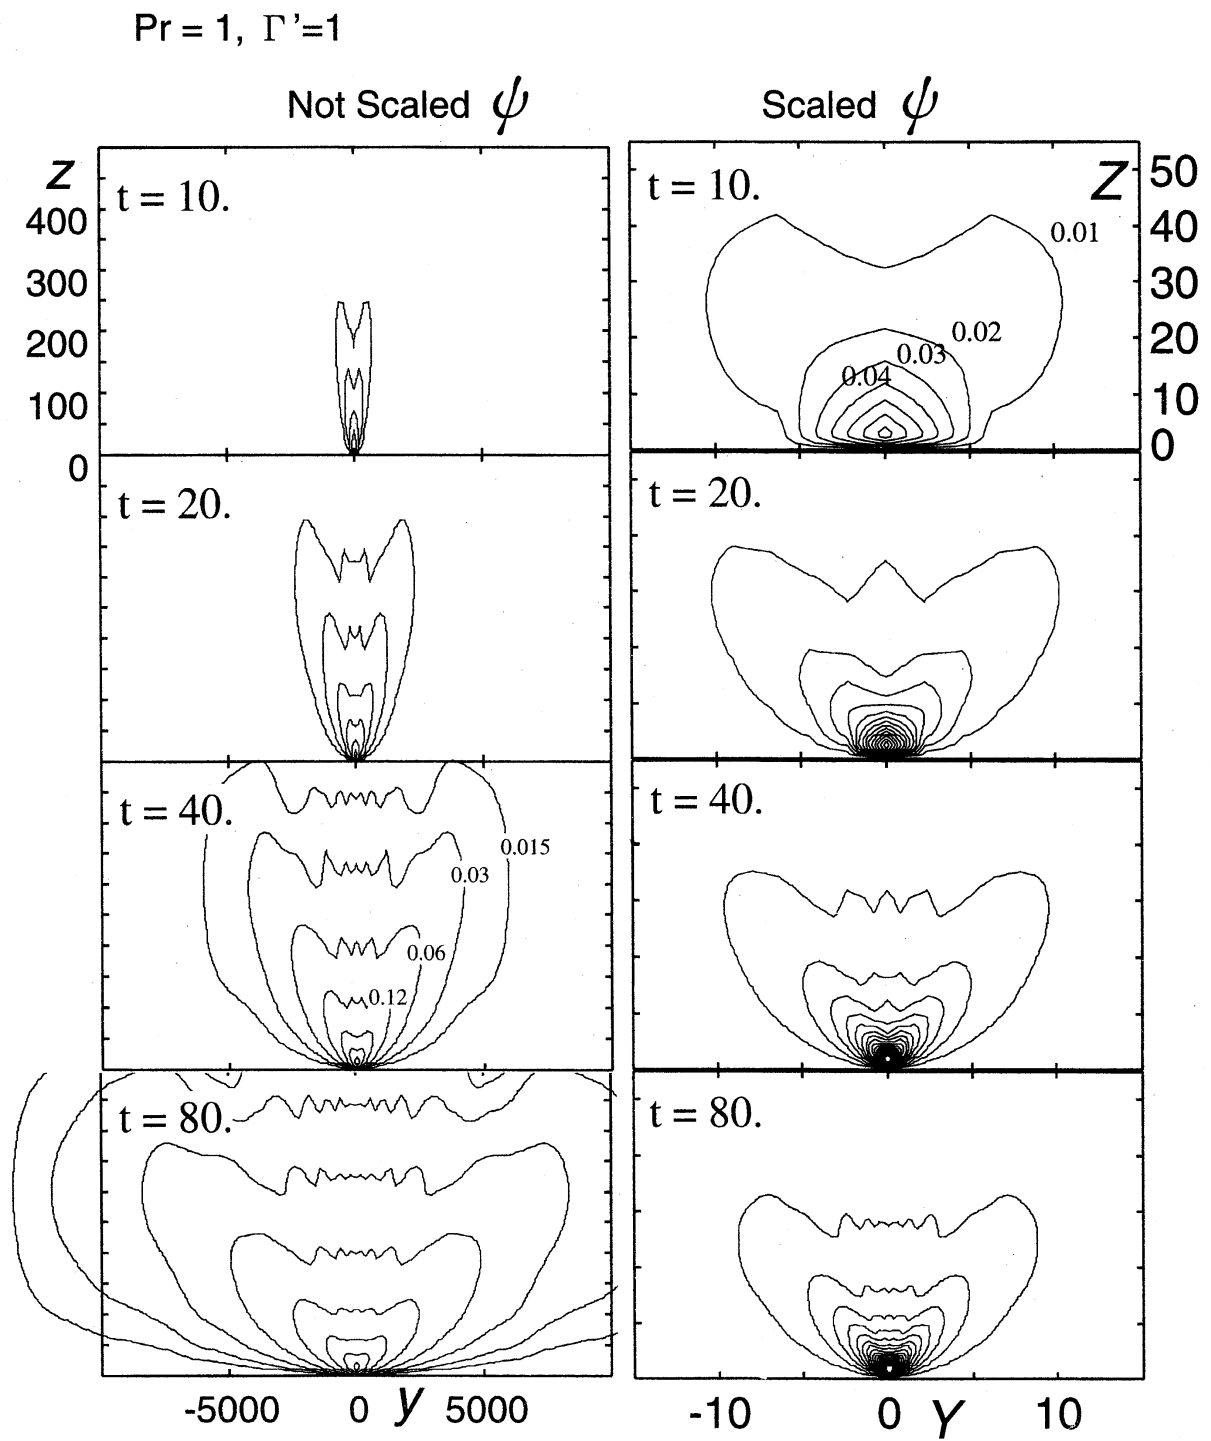 Pr = 1, Γ'=1
Not Scaled ψ
Scaled ψ
z
t = 10.
400
300
200
100
0
t = 10.
Z
50
40
30
20
10
0
0.01
0.02
0.03
0.04
t = 20.
t = 20.
t = 40.
0.015
0.03
0.06
0.12
t = 40.
t = 80.
t = 80.
-5000 0 y 5000
-10 0 Y 10